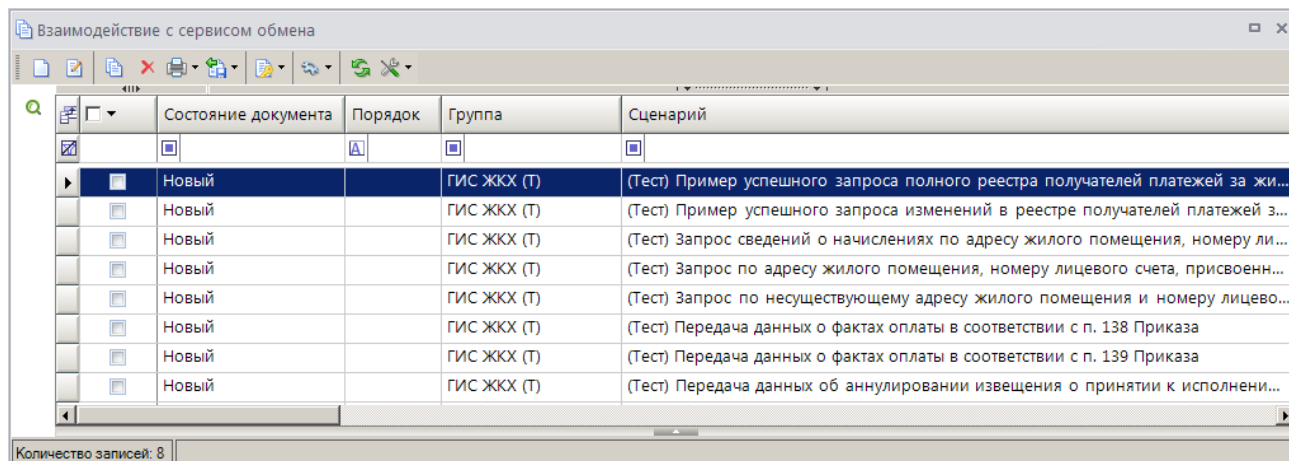 Взаимодействие с сервисом обмена
Состояние документа Порядок Группа Сценарий
A
Новый ГИС ЖКХ (Т) (Тест) Пример успешного запроса полного реестра получателей платежей за жи...
Новый ГИС ЖКХ (Т) (Тест) Пример успешного запроса изменений в реестре получателей платежей з...
Новый ГИС ЖКХ (Т) (Тест) Запрос сведений о начислениях по адресу жилого помещения, номеру ли...
Новый ГИС ЖКХ (Т) (Тест) Запрос по адресу жилого помещения, номеру лицевого счета, присвоенн...
Новый ГИС ЖКХ (Т) (Тест) Запрос по несуществующему адресу жилого помещения и номеру лицево...
Новый ГИС ЖКХ (Т) (Тест) Передача данных о фактах оплаты в соответствии с п. 138 Приказа
Новый ГИС ЖКХ (Т) (Тест) Передача данных о фактах оплаты в соответствии с п. 139 Приказа
Новый ГИС ЖКХ (Т) (Тест) Передача данных об аннулировании извещения о принятии к исполнени...
Количество записей: 8